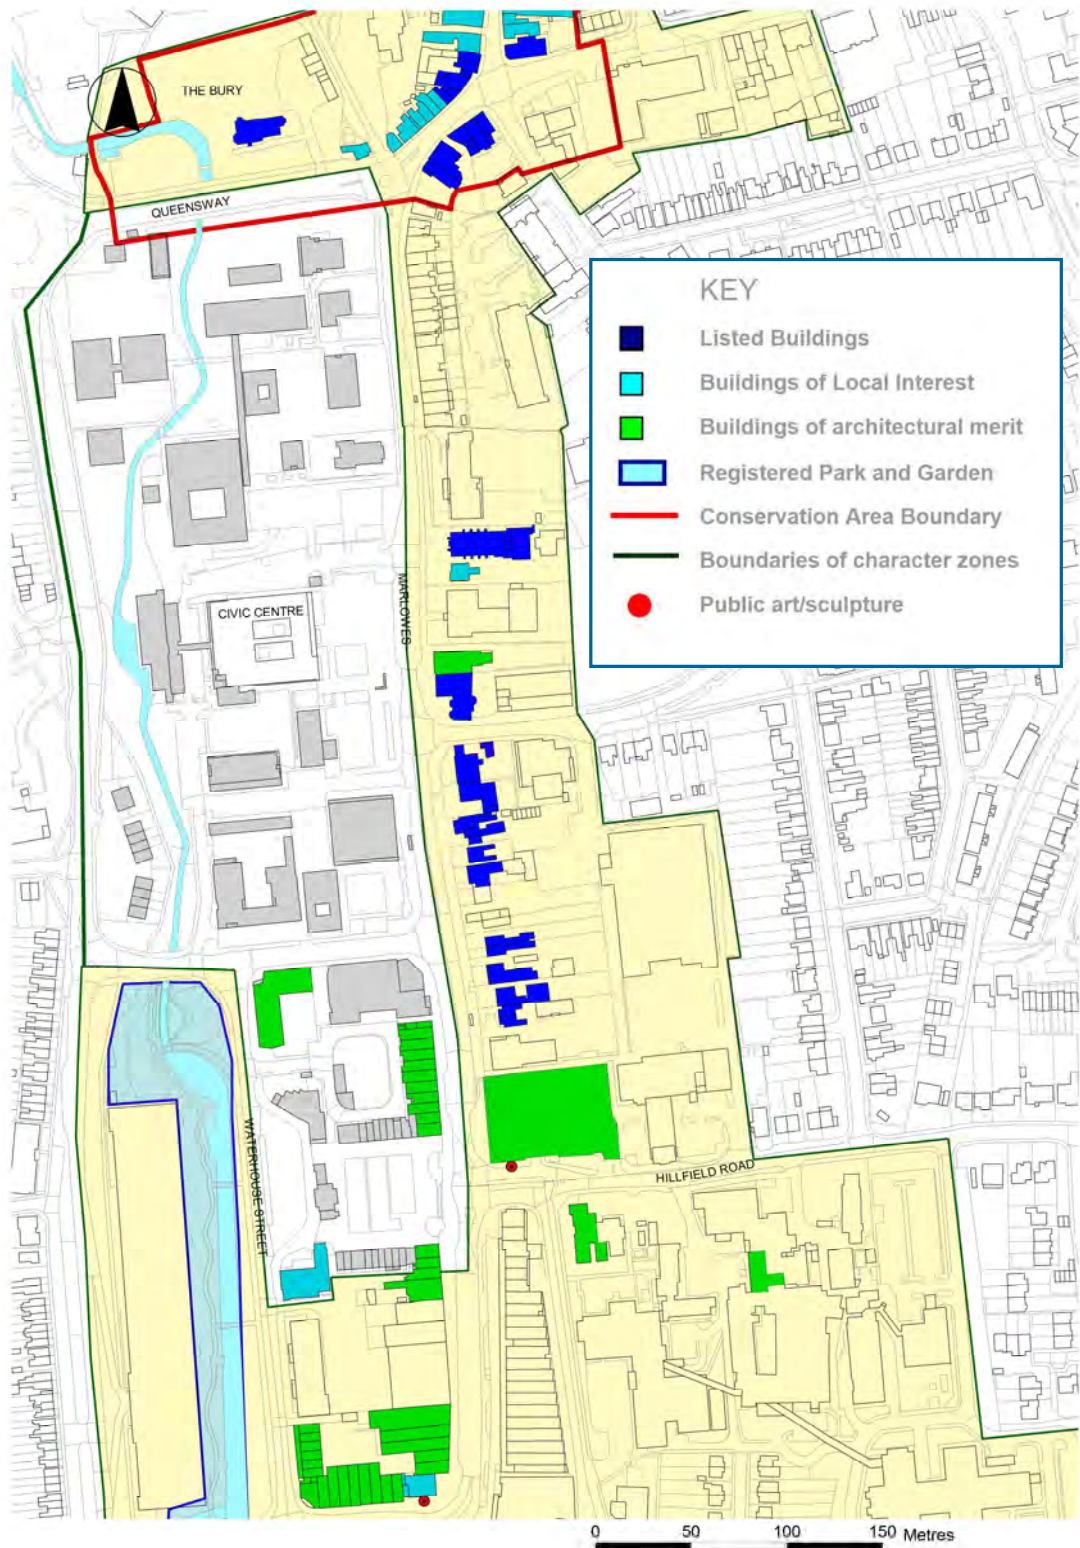 THE BURY
QUEENSWAY
KEY
Listed Buildings
Buildings of Local Interest
Buildings of architectural merit
Registered Park and Garden
Conservation Area Boundary
Boundaries of character zones
Public art/sculpture
MARLOWES
CIVIC CENTRE
WATERHOUSE STREET
HILLFIELD ROAD
0 50 100 150 Metres